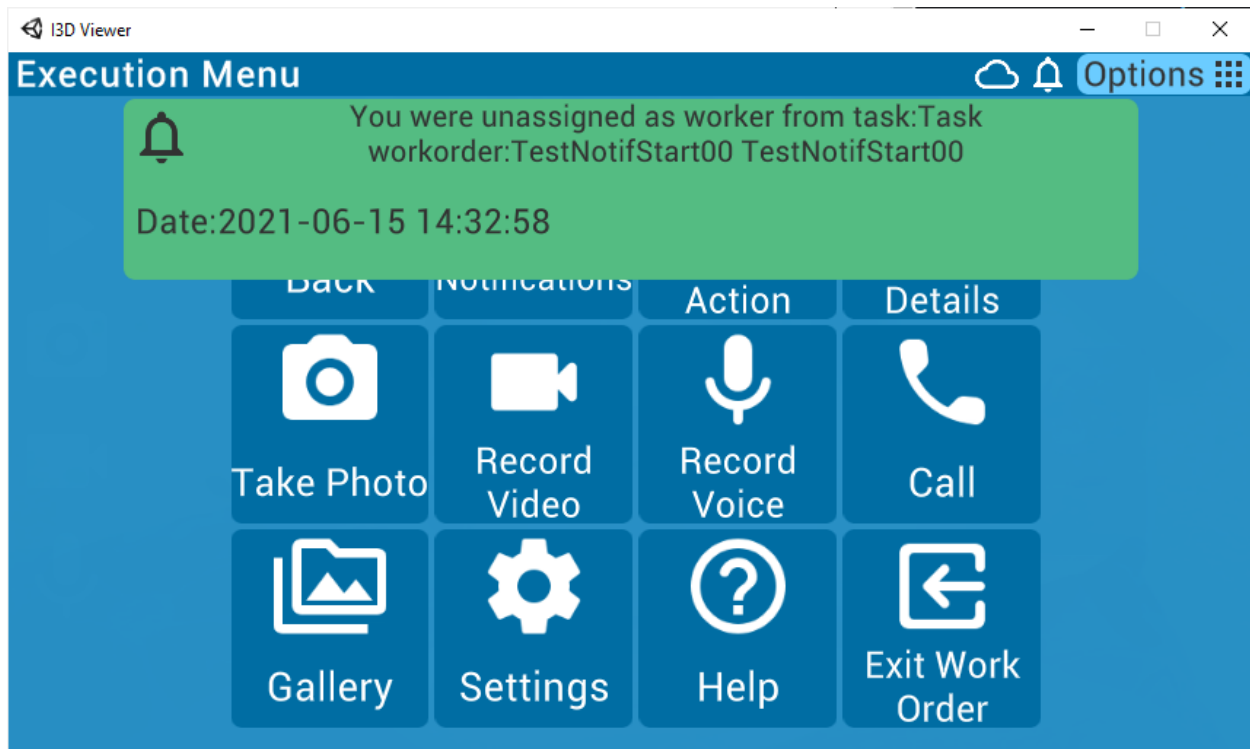 I3D Viewer
Execution Menu
Options
You were unassigned as worker from task:Task
workorder:TestNotifStart00 TestNotifStart00
Date:2021-06-15 14:32:58
Back
Notifications
Action
Details
Take Photo
Record
Video
Record
Voice
Call
Gallery
Settings
Help
Exit Work
Order